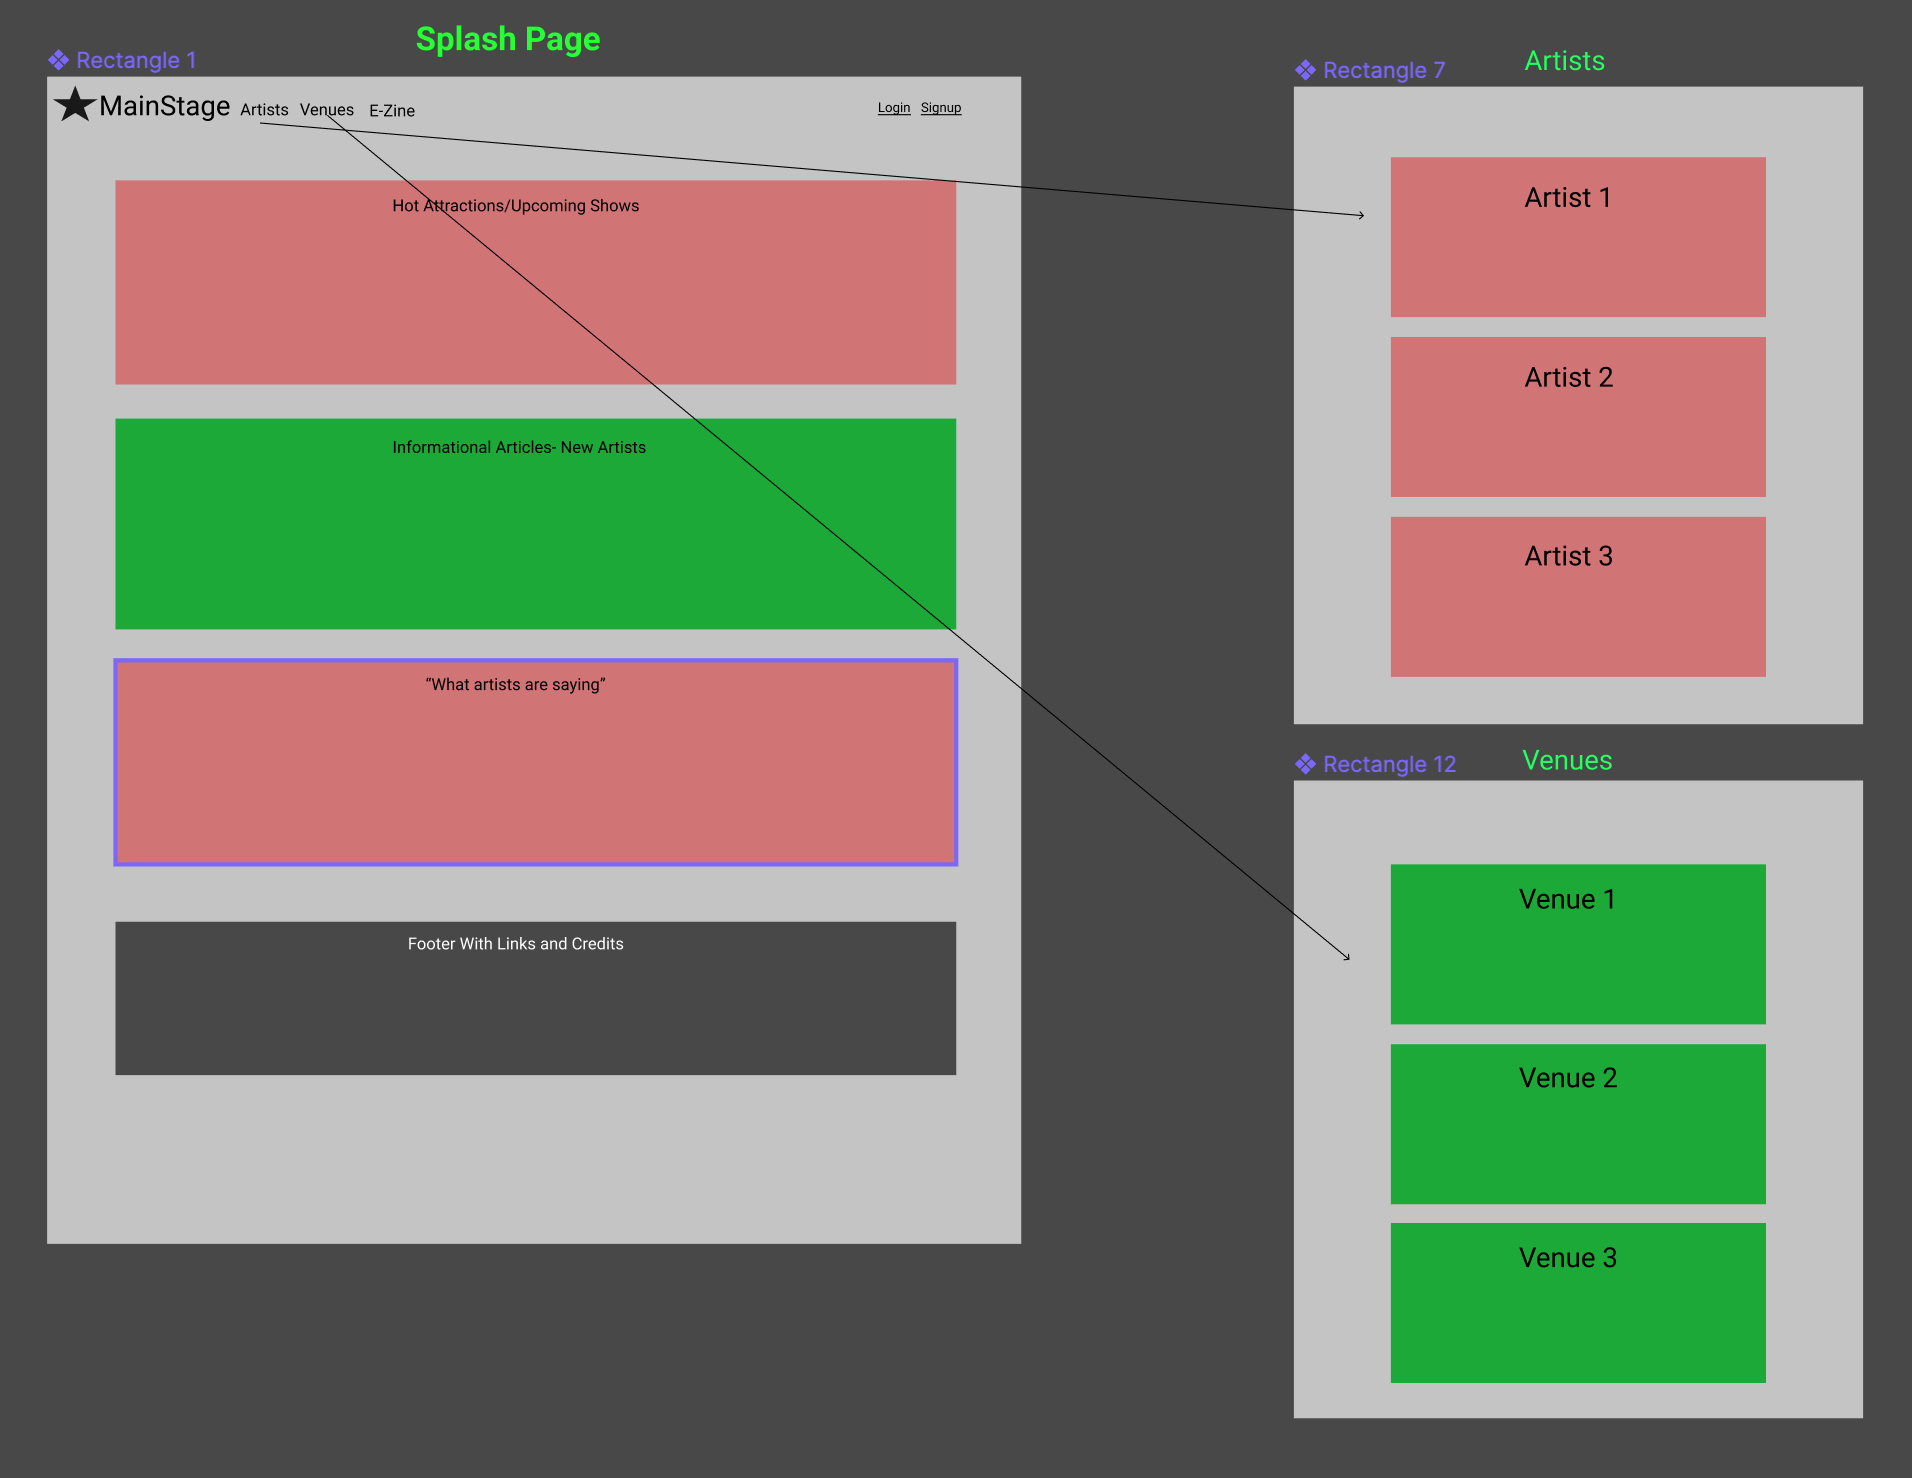 Splash Page
Rectangle 1
MainStage Artists Venues E-Zine Login Signup
Hot Attractions/Upcoming Shows
Informational Articles- New Artists
“What artists are saying”
Footer With Links and Credits
Artists
Rectangle 7
Artist 1
Artist 2
Artist 3
Venues
Rectangle 12
Venue 1
Venue 2
Venue 3